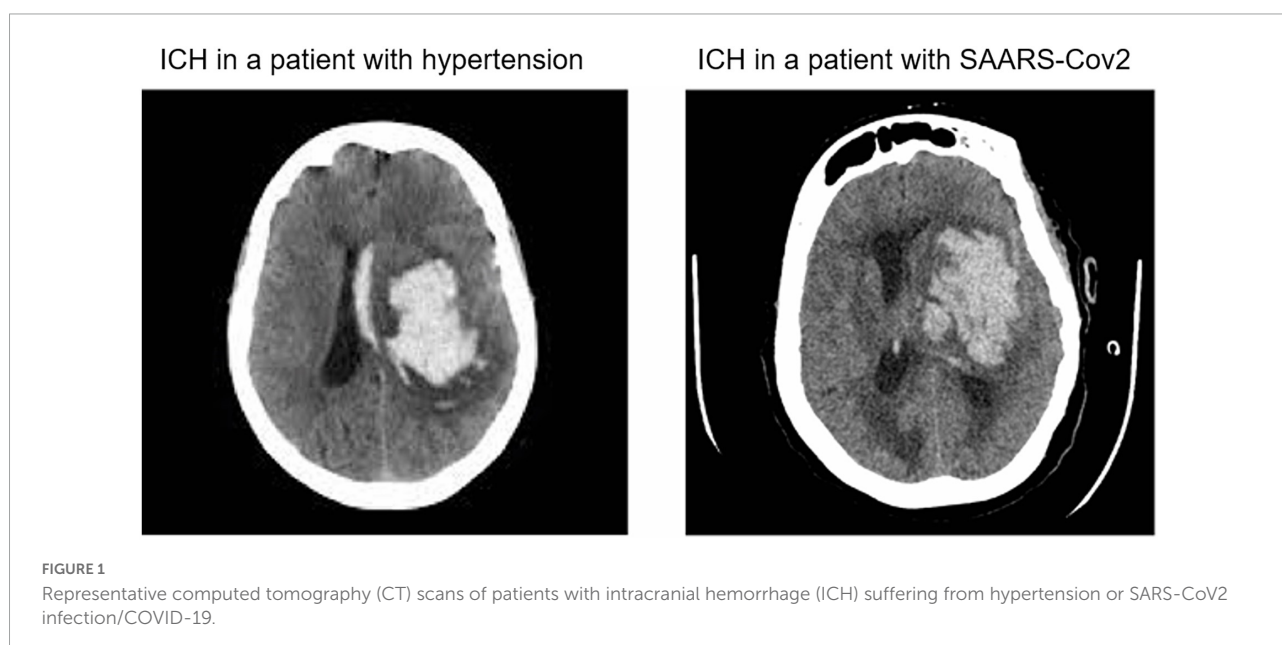 ICH in a patient with hypertension
ICH in a patient with SAARS-Cov2
FIGURE 1
Representative computed tomography (CT) scans of patients with intracranial hemorrhage (ICH) suffering from hypertension or SARS-CoV2
infection/COVID-19.